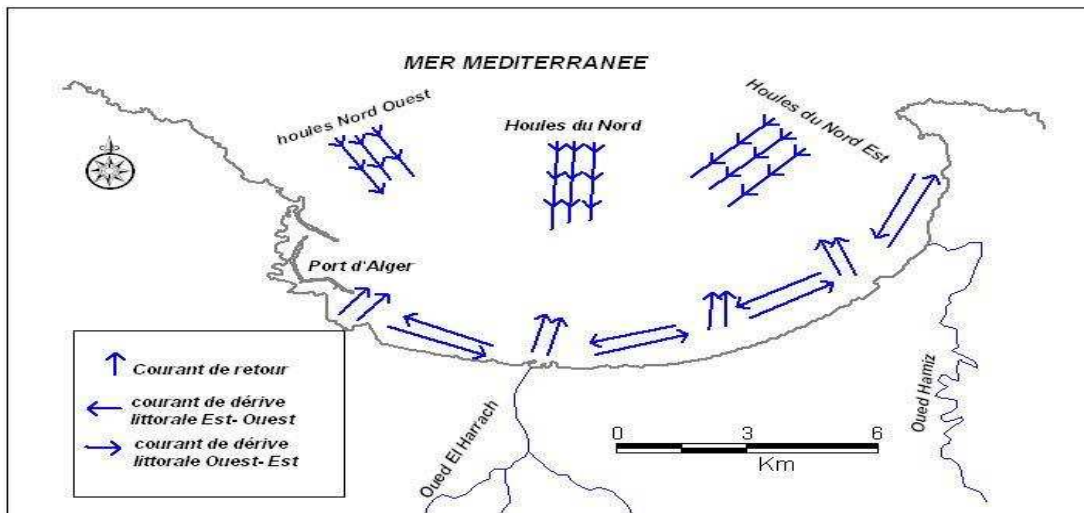 MER MEDITERRANEE
houles Nord Ouest
Houles du Nord
Houles du Nord Est
Port d'Alger
Courant de retour
courant de dérive
littorale Est- Ouest
courant de dérive
littorale Ouest- Est
Oued El Harrach
Oued Hamiz
0 3 6
Km